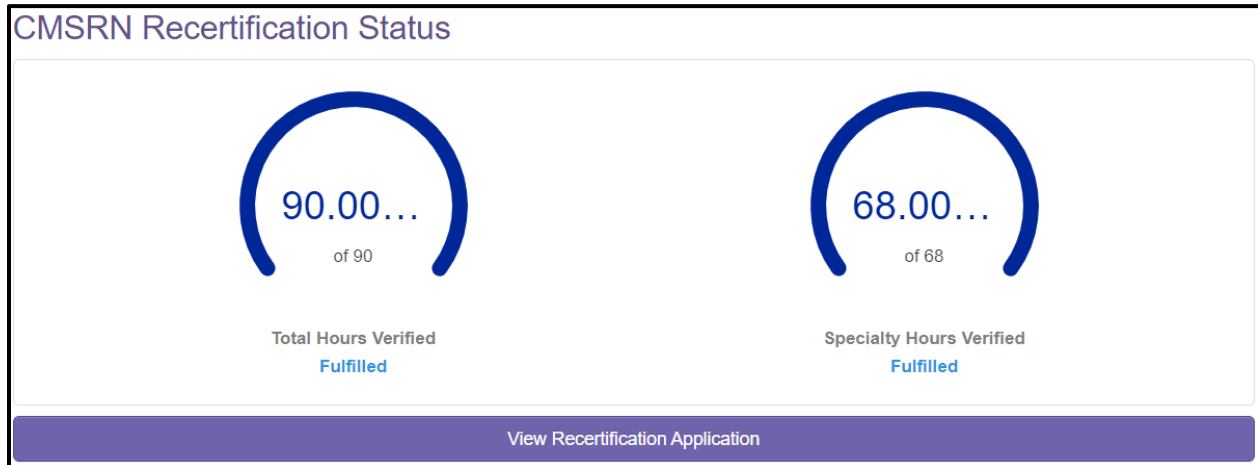 CMSRN Recertification Status
90.00...
of 90
Total Hours Verified
Fulfilled
68.00...
of 68
Specialty Hours Verified
Fulfilled
View Recertification Application